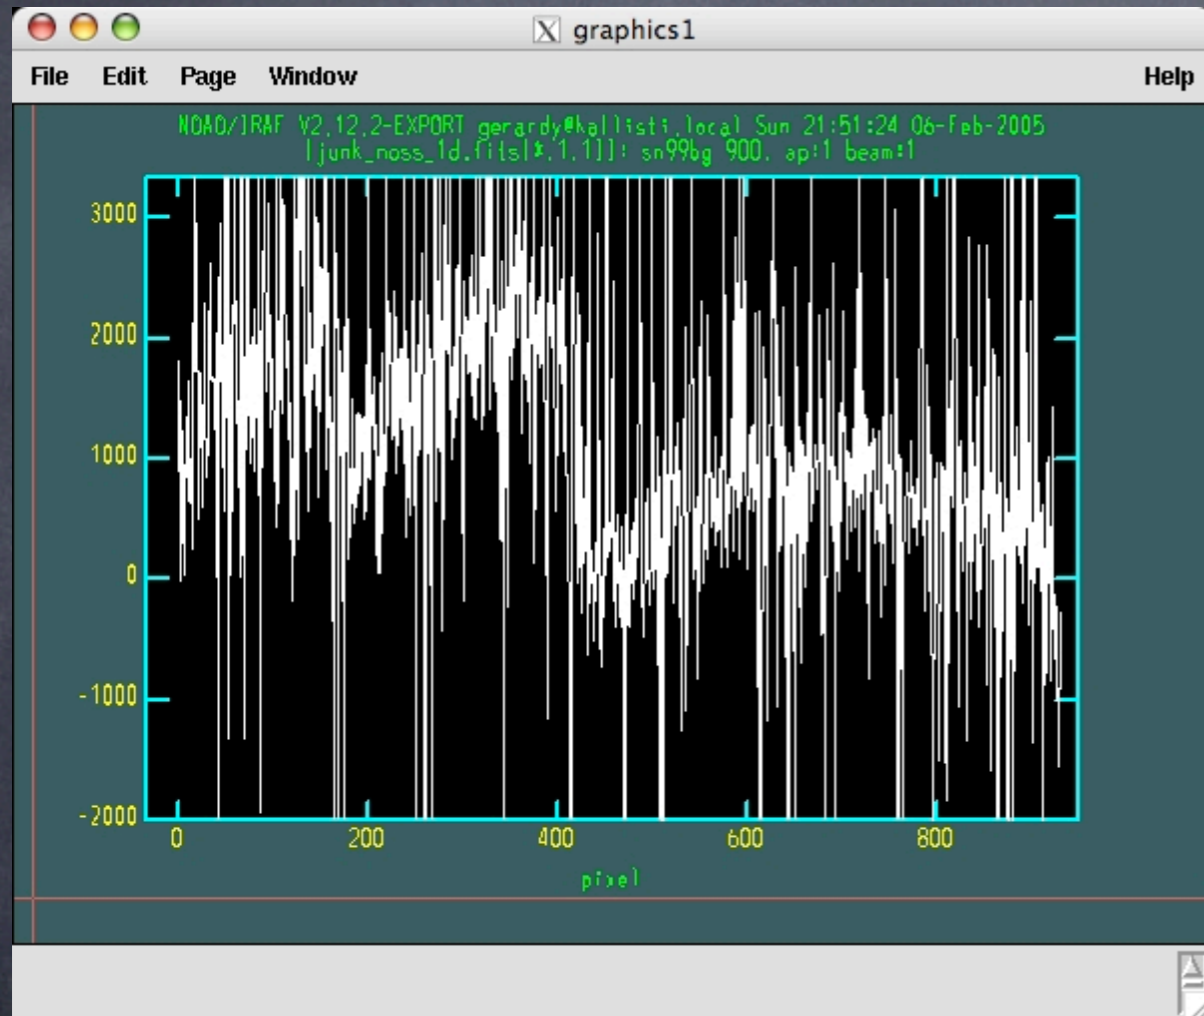 graphics1
File Edit Page Window Help
NOAO/IRAF V2.12.2-EXPORT gerardy@kallisti.local Sun 21:51:24 06-Feb-2005
[junk_noss_1d.fits[*,1,1]]: sn99bg 900. ap:1 beam:1
3000
2000
1000
0
-1000
-2000
0 200 400 600 800
pixel